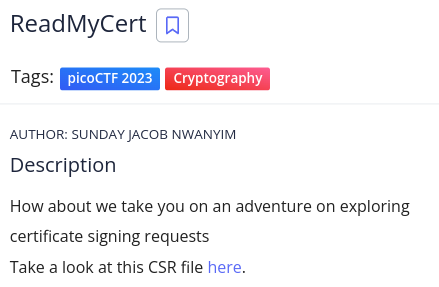 ReadMyCert
Tags: picoCTF 2023 Cryptography
AUTHOR: SUNDAY JACOB NWANYIM
Description
How about we take you on an adventure on exploring
certificate signing requests
Take a look at this CSR file here.